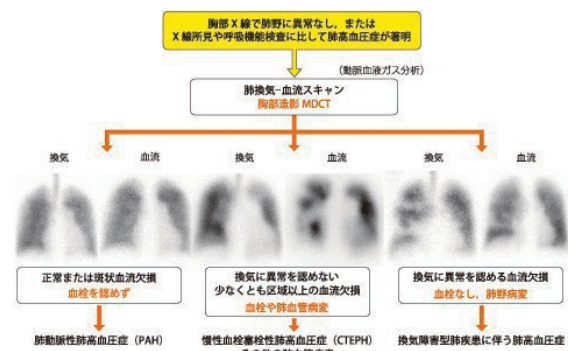 胸部X線で肺野に異常なし，または
X線所見や呼吸機能検査に比して肺高血圧症が著明
（動脈血液ガス分析）
肺換気−血流スキャン
胸部造影 MDCT
換気
血流
換気
血流
換気
血流
正常または斑状血流欠損
血栓を認めず
換気に異常を認めない
少なくとも区域以上の血流欠損
血栓や肺血管病変
換気に異常を認める血流欠損
血栓なし，肺野病変
肺動脈性肺高血圧症（PAH）
慢性血栓塞栓性肺高血圧症（CTEPH）
換気障害型肺疾患に伴う肺高血圧症